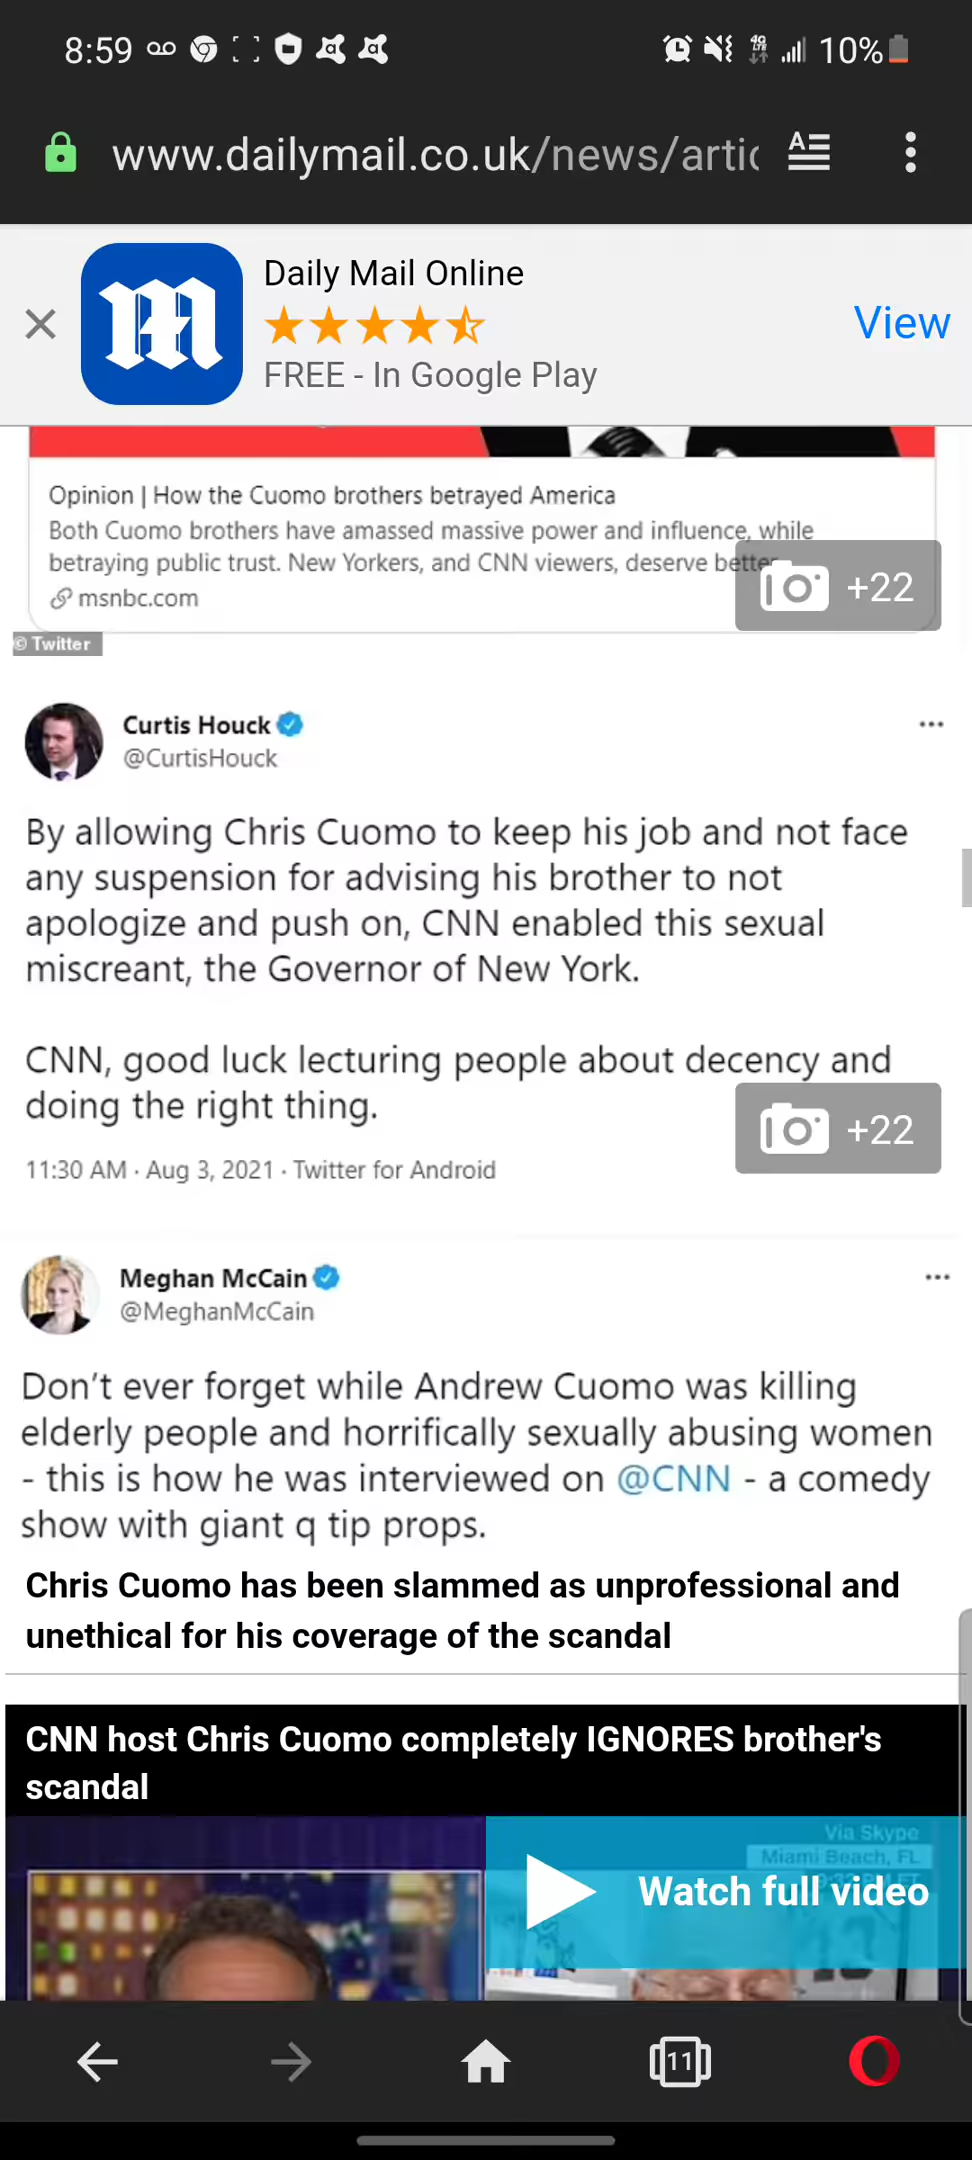 8:59
4G LTE
10%
www.dailymail.co.uk/news/artic
Daily Mail Online
FREE - In Google Play
View
Opinion | How the Cuomo brothers betrayed America
Both Cuomo brothers have amassed massive power and influence, while
betraying public trust. New Yorkers, and CNN viewers, deserve better
msnbc.com
+22
© Twitter
Curtis Houck
@CurtisHouck
By allowing Chris Cuomo to keep his job and not face
any suspension for advising his brother to not
apologize and push on, CNN enabled this sexual
miscreant, the Governor of New York.
CNN, good luck lecturing people about decency and
doing the right thing.
+22
11:30 AM · Aug 3, 2021 · Twitter for Android
Meghan McCain
@MeghanMcCain
Don't ever forget while Andrew Cuomo was killing
elderly people and horrifically sexually abusing women
- this is how he was interviewed on @CNN - a comedy
show with giant q tip props.
Chris Cuomo has been slammed as unprofessional and
unethical for his coverage of the scandal
CNN host Chris Cuomo completely IGNORES brother's
scandal
Via Skype
Miami Beach, FL
Watch full video
13
11